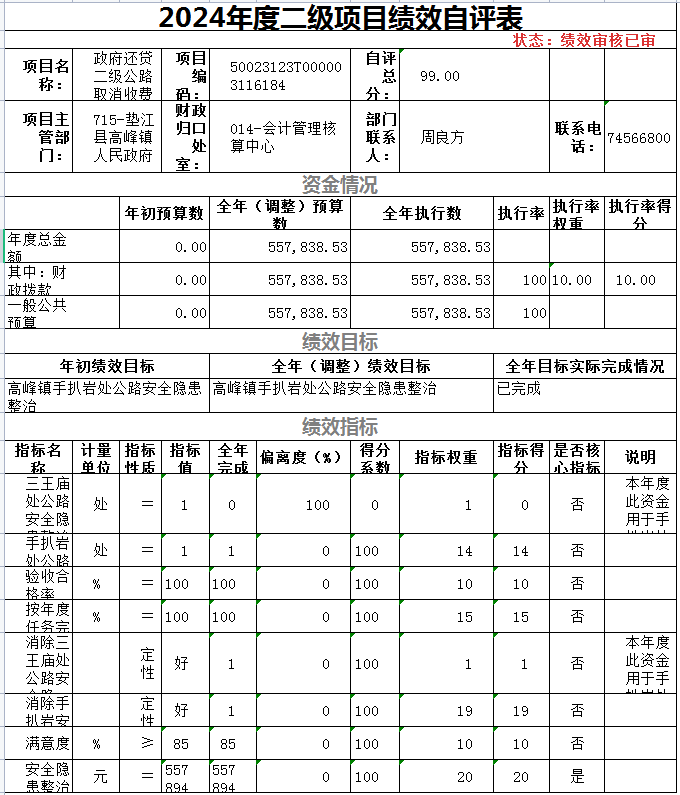 2024年度二级项目绩效自评表
状态：绩效审核已审
项目名称： 政府还贷二级公路取消收费 项目编码： 50023123T000003116184 自评总分： 99.00
项目主管部门： 715-垫江县高峰镇人民政府 财政归口处室： 014-会计管理核算中心 部门联系人： 周良方 联系电话： 74566800
资金情况
年初预算数 全年（调整）预算数 全年执行数 执行率 执行率权重 执行率得分
年度总金额 0.00 557,838.53 557,838.53
其中：财政拨款 0.00 557,838.53 557,838.53 100 10.00 10.00
一般公共预算 0.00 557,838.53 557,838.53 100
绩效目标
年初绩效目标 全年（调整）绩效目标 全年目标实际完成情况
高峰镇手扒岩处公路安全隐患整治 高峰镇手扒岩处公路安全隐患整治 已完成
绩效指标
指标名称 计量单位 指标性质 指标值 全年完成 偏离度（%） 得分系数 指标权重 指标得分 是否核心指标 说明
三王庙处公路安全隐 处 ＝ 1 0 100 0 1 0 否 本年度此资金用于手
手扒岩处公路 处 ＝ 1 1 0 100 14 14 否
验收合格率 % ＝ 100 100 0 100 10 10 否
按年度任务完 % ＝ 100 100 0 100 15 15 否
消除三王庙处公路安 定性 好 1 0 100 1 1 否 本年度此资金用于手
消除手扒岩安 定性 好 1 0 100 19 19 否
满意度 % ≥ 85 85 0 100 10 10 否
安全隐患整治 元 ＝ 557894 557894 0 100 20 20 是